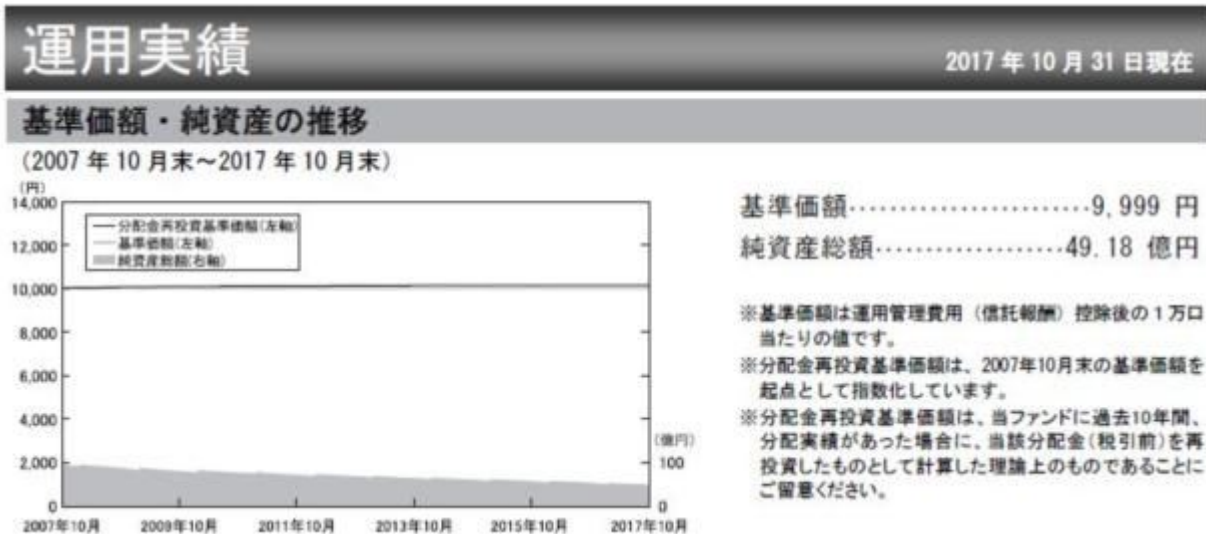 運用実績
2017 年 10 月 31 日現在
基準価額・純資産の推移
(2007 年 10 月末～2017 年 10 月末)
(円)
14,000
12,000
10,000
8,000
6,000
4,000
2,000
0
分配金再投資基準価額(左軸)
基準価額(左軸)
純資産総額(右軸)
(億円)
100
0
2007年10月 2009年10月 2011年10月 2013年10月 2015年10月 2017年10月
基準価額‥‥‥‥‥‥‥‥‥‥‥‥9,999 円
純資産総額‥‥‥‥‥‥‥‥‥49.18 億円
※基準価額は運用管理費用（信託報酬）控除後の１万口
当たりの値です。
※分配金再投資基準価額は、2007年10月末の基準価額を
起点として指数化しています。
※分配金再投資基準価額は、当ファンドに過去10年間、
分配実績があった場合に、当該分配金(税引前)を再
投資したものとして計算した理論上のものであることに
ご留意ください。